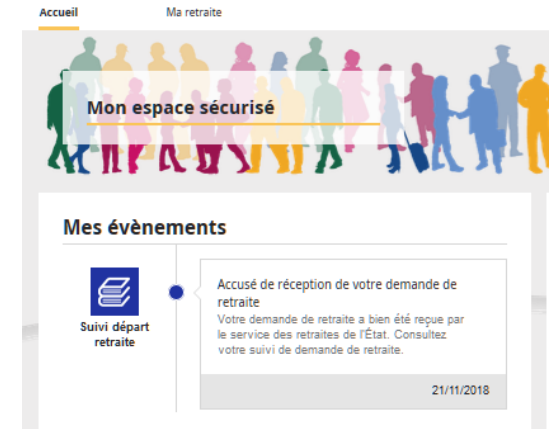 Accueil Ma retraite
Mon espace sécurisé
Mes évènements
Suivi départ
retraite
Accusé de réception de votre demande de
retraite
Votre demande de retraite a bien été reçue par
le service des retraites de l'État. Consultez
votre suivi de demande de retraite.
21/11/2018